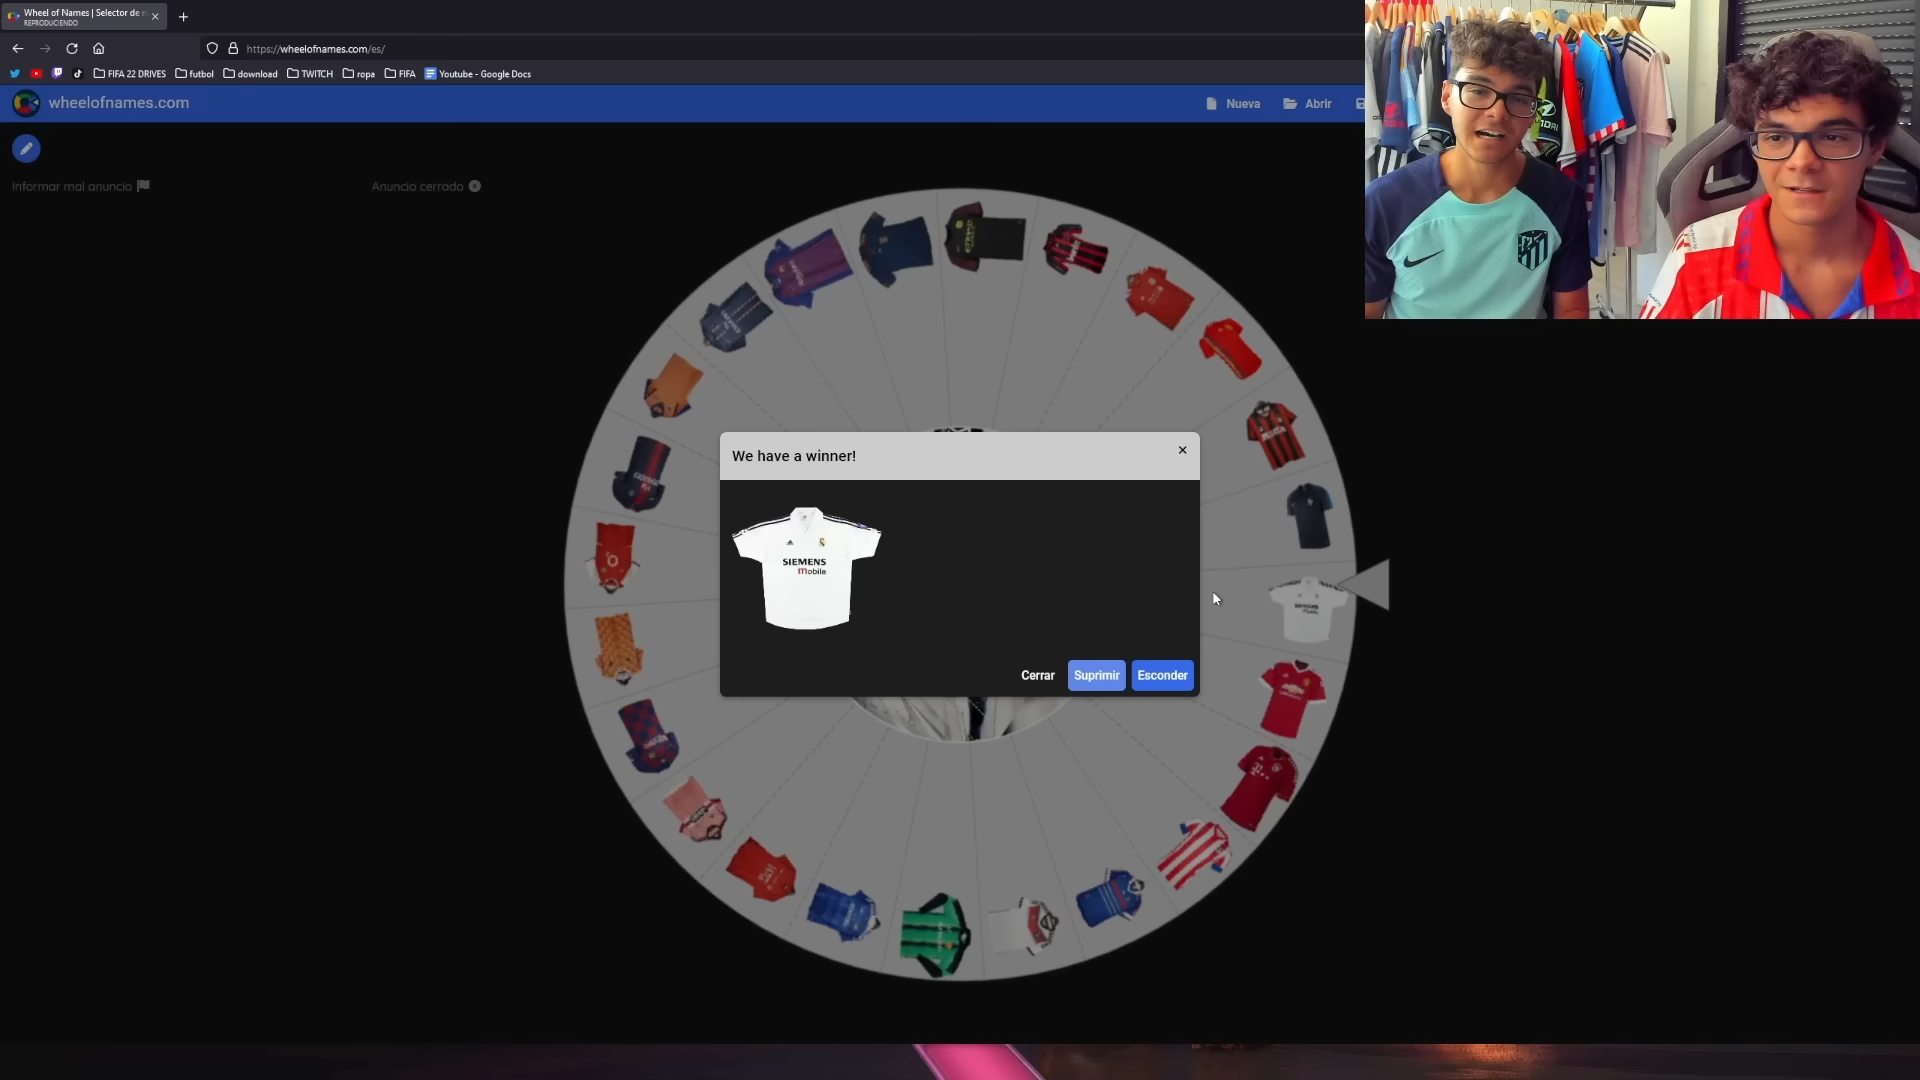 Wheel of Names | Selector de
REPRODUCIENDO
https://wheelofnames.com/es/
FIFA 22 DRIVES
futbol
download
TWITCH
ropa
FIFA
Youtube - Google Docs
wheelofnames.com
Nueva
Abrir
Informar mal anuncio
Anuncio cerrado
We have a winner!
SIEMENS
mobile
Cerrar
Suprimir
Esconder
SIEMENS